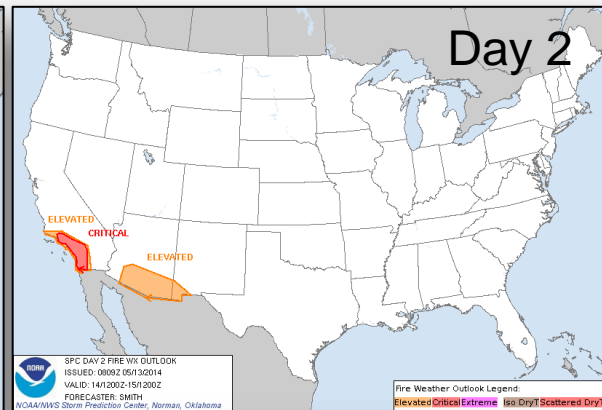 Day 2
ELEVATED
CRITICAL
ELEVATED
NOAA
SPC DAY 2 FIRE WX OUTLOOK
ISSUED: 0809Z 05/13/2014
VALID: 14/1200Z-15/1200Z
FORECASTER: SMITH
NOAA/NWS Storm Prediction Center, Norman, Oklahoma
Fire Weather Outlook Legend:
Elevated Critical Extreme Iso DryT Scattered DryT